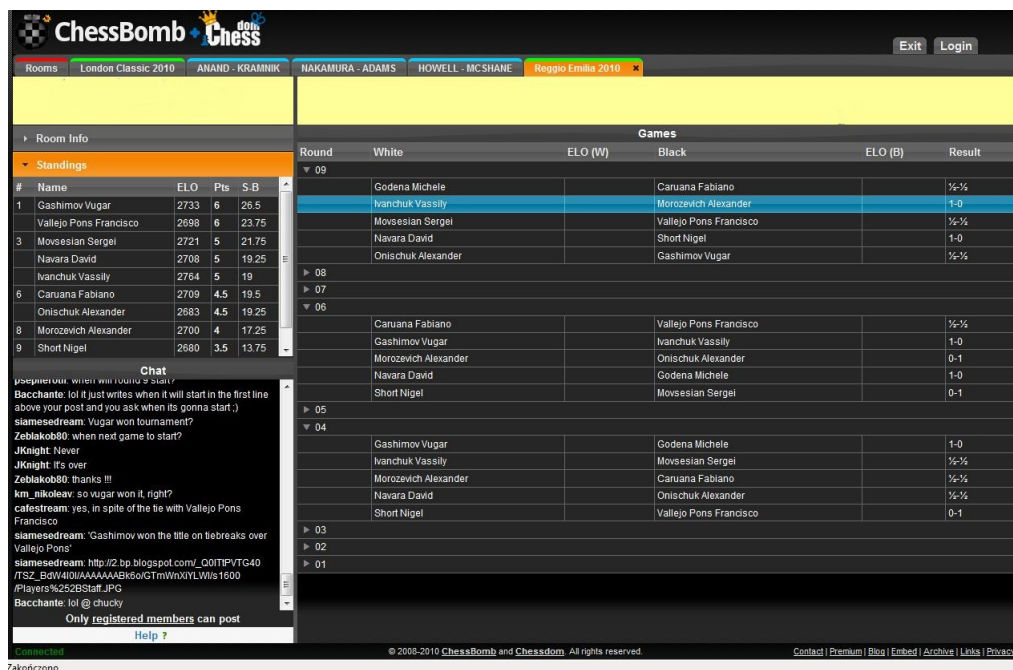 ChessBomb + Chessdom
Exit Login
Rooms London Classic 2010 ANAND - KRAMNIK NAKAMURA - ADAMS HOWELL - MCSHANE Reggio Emilia 2010 ×
Room Info
Standings
# Name ELO Pts S-B
1 Gashimov Vugar 2733 6 26.5
Vallejo Pons Francisco 2698 6 23.75
3 Movsesian Sergei 2721 5 21.75
Navara David 2708 5 19.25
Ivanchuk Vassily 2764 5 19
6 Caruana Fabiano 2709 4.5 19.5
Onischuk Alexander 2683 4.5 19.25
8 Morozevich Alexander 2700 4 17.25
9 Short Nigel 2680 3.5 13.75
Chat
when will round 9 start?
Bacchante: lol it just writes when it will start in the first line
above your post and you ask when its gonna start ;)
siamesedream: Vugar won tournament?
Zeblakob80: when next game to start?
JKnight: Never
JKnight: It's over
Zeblakob80: thanks !!!
km_nikoleav: so vugar won it, right?
cafestream: yes, in spite of the tie with Vallejo Pons
Francisco
siamesedream: 'Gashimov won the title on tiebreaks over
Vallejo Pons'
siamesedream: http://2.bp.blogspot.com/_Q0ITtPVTG40
/TSZ_BdW4I0I/AAAAAAABk6o/GTmWnXiYLWI/s1600
/Players%252BStaff.JPG
Bacchante: lol @ chucky
Only registered members can post
Help ?
Games
Round White ELO (W) Black ELO (B) Result
09
Godena Michele Caruana Fabiano ½-½
Ivanchuk Vassily Morozevich Alexander 1-0
Movsesian Sergei Vallejo Pons Francisco ½-½
Navara David Short Nigel 1-0
Onischuk Alexander Gashimov Vugar ½-½
08
07
06
Caruana Fabiano Vallejo Pons Francisco ½-½
Gashimov Vugar Ivanchuk Vassily 1-0
Morozevich Alexander Onischuk Alexander 0-1
Navara David Godena Michele 1-0
Short Nigel Movsesian Sergei 0-1
05
04
Gashimov Vugar Godena Michele 1-0
Ivanchuk Vassily Movsesian Sergei ½-½
Morozevich Alexander Caruana Fabiano ½-½
Navara David Onischuk Alexander ½-½
Short Nigel Vallejo Pons Francisco 0-1
03
02
01
Connected © 2008-2010 ChessBomb and Chessdom. All rights reserved. Contact | Premium | Blog | Embed | Archive | Links | Privacy
Zakończono